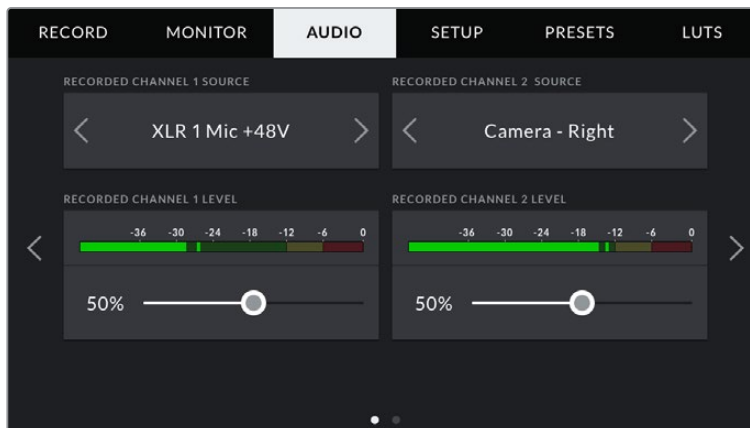 RECORD MONITOR AUDIO SETUP PRESETS LUTS
RECORDED CHANNEL 1 SOURCE RECORDED CHANNEL 2 SOURCE
XLR 1 Mic +48V Camera - Right
RECORDED CHANNEL 1 LEVEL RECORDED CHANNEL 2 LEVEL
-36 -30 -24 -18 -12 -6 0 -36 -30 -24 -18 -12 -6 0
50% 50%